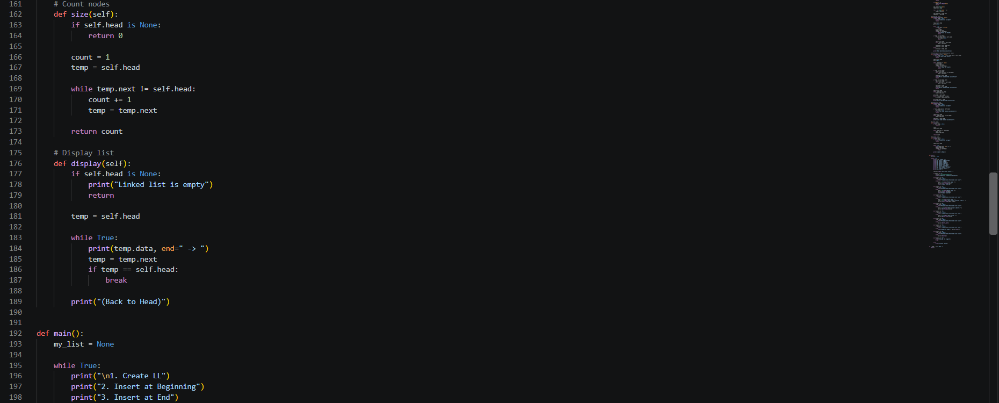 161 # Count nodes
162 def size(self):
163 if self.head is None:
164 return 0
165
166 count = 1
167 temp = self.head
168
169 while temp.next != self.head:
170 count += 1
171 temp = temp.next
172
173 return count
174
175 # Display list
176 def display(self):
177 if self.head is None:
178 print("Linked list is empty")
179 return
180
181 temp = self.head
182
183 while True:
184 print(temp.data, end=" -> ")
185 temp = temp.next
186 if temp == self.head:
187 break
188
189 print("(Back to Head)")
190
191
192 def main():
193 my_list = None
194
195 while True:
196 print("\n1. Create LL")
197 print("2. Insert at Beginning")
198 print("3. Insert at End")